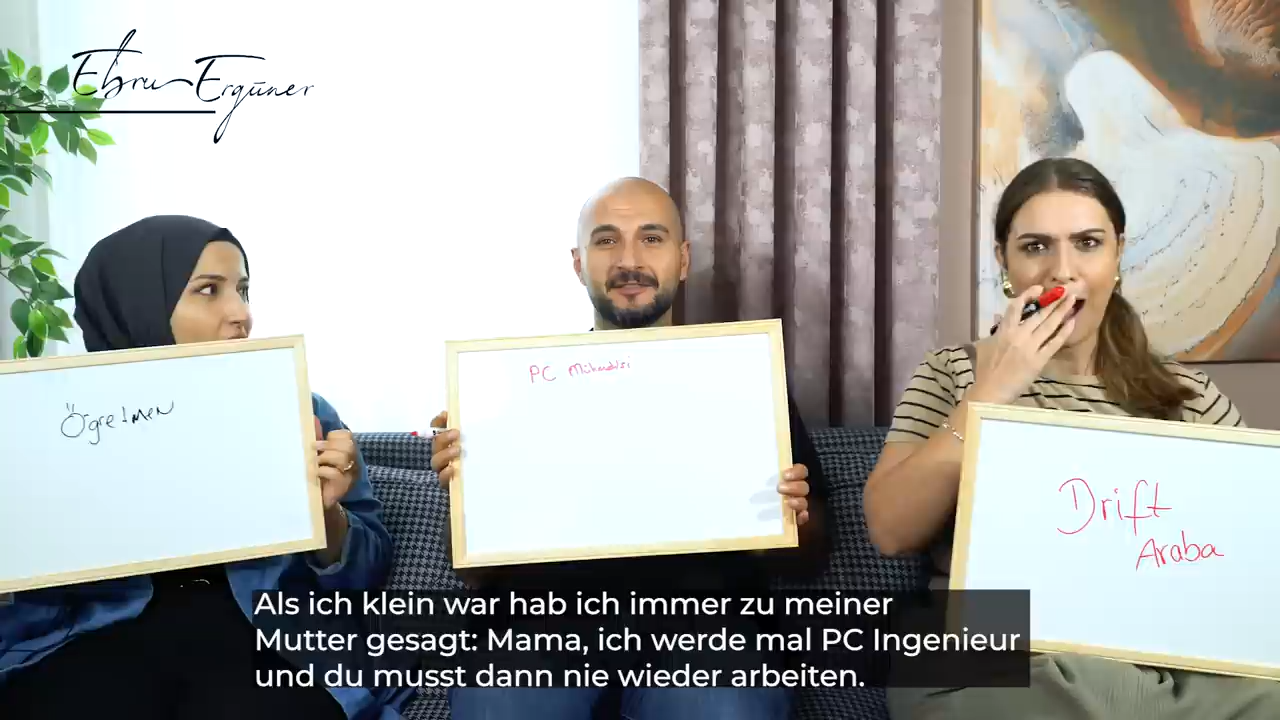 Ebru Ergüner
Ögretmen
PC Mühendisi
Drift
Araba
Als ich klein war hab ich immer zu meiner
Mutter gesagt: Mama, ich werde mal PC Ingenieur
und du musst dann nie wieder arbeiten.